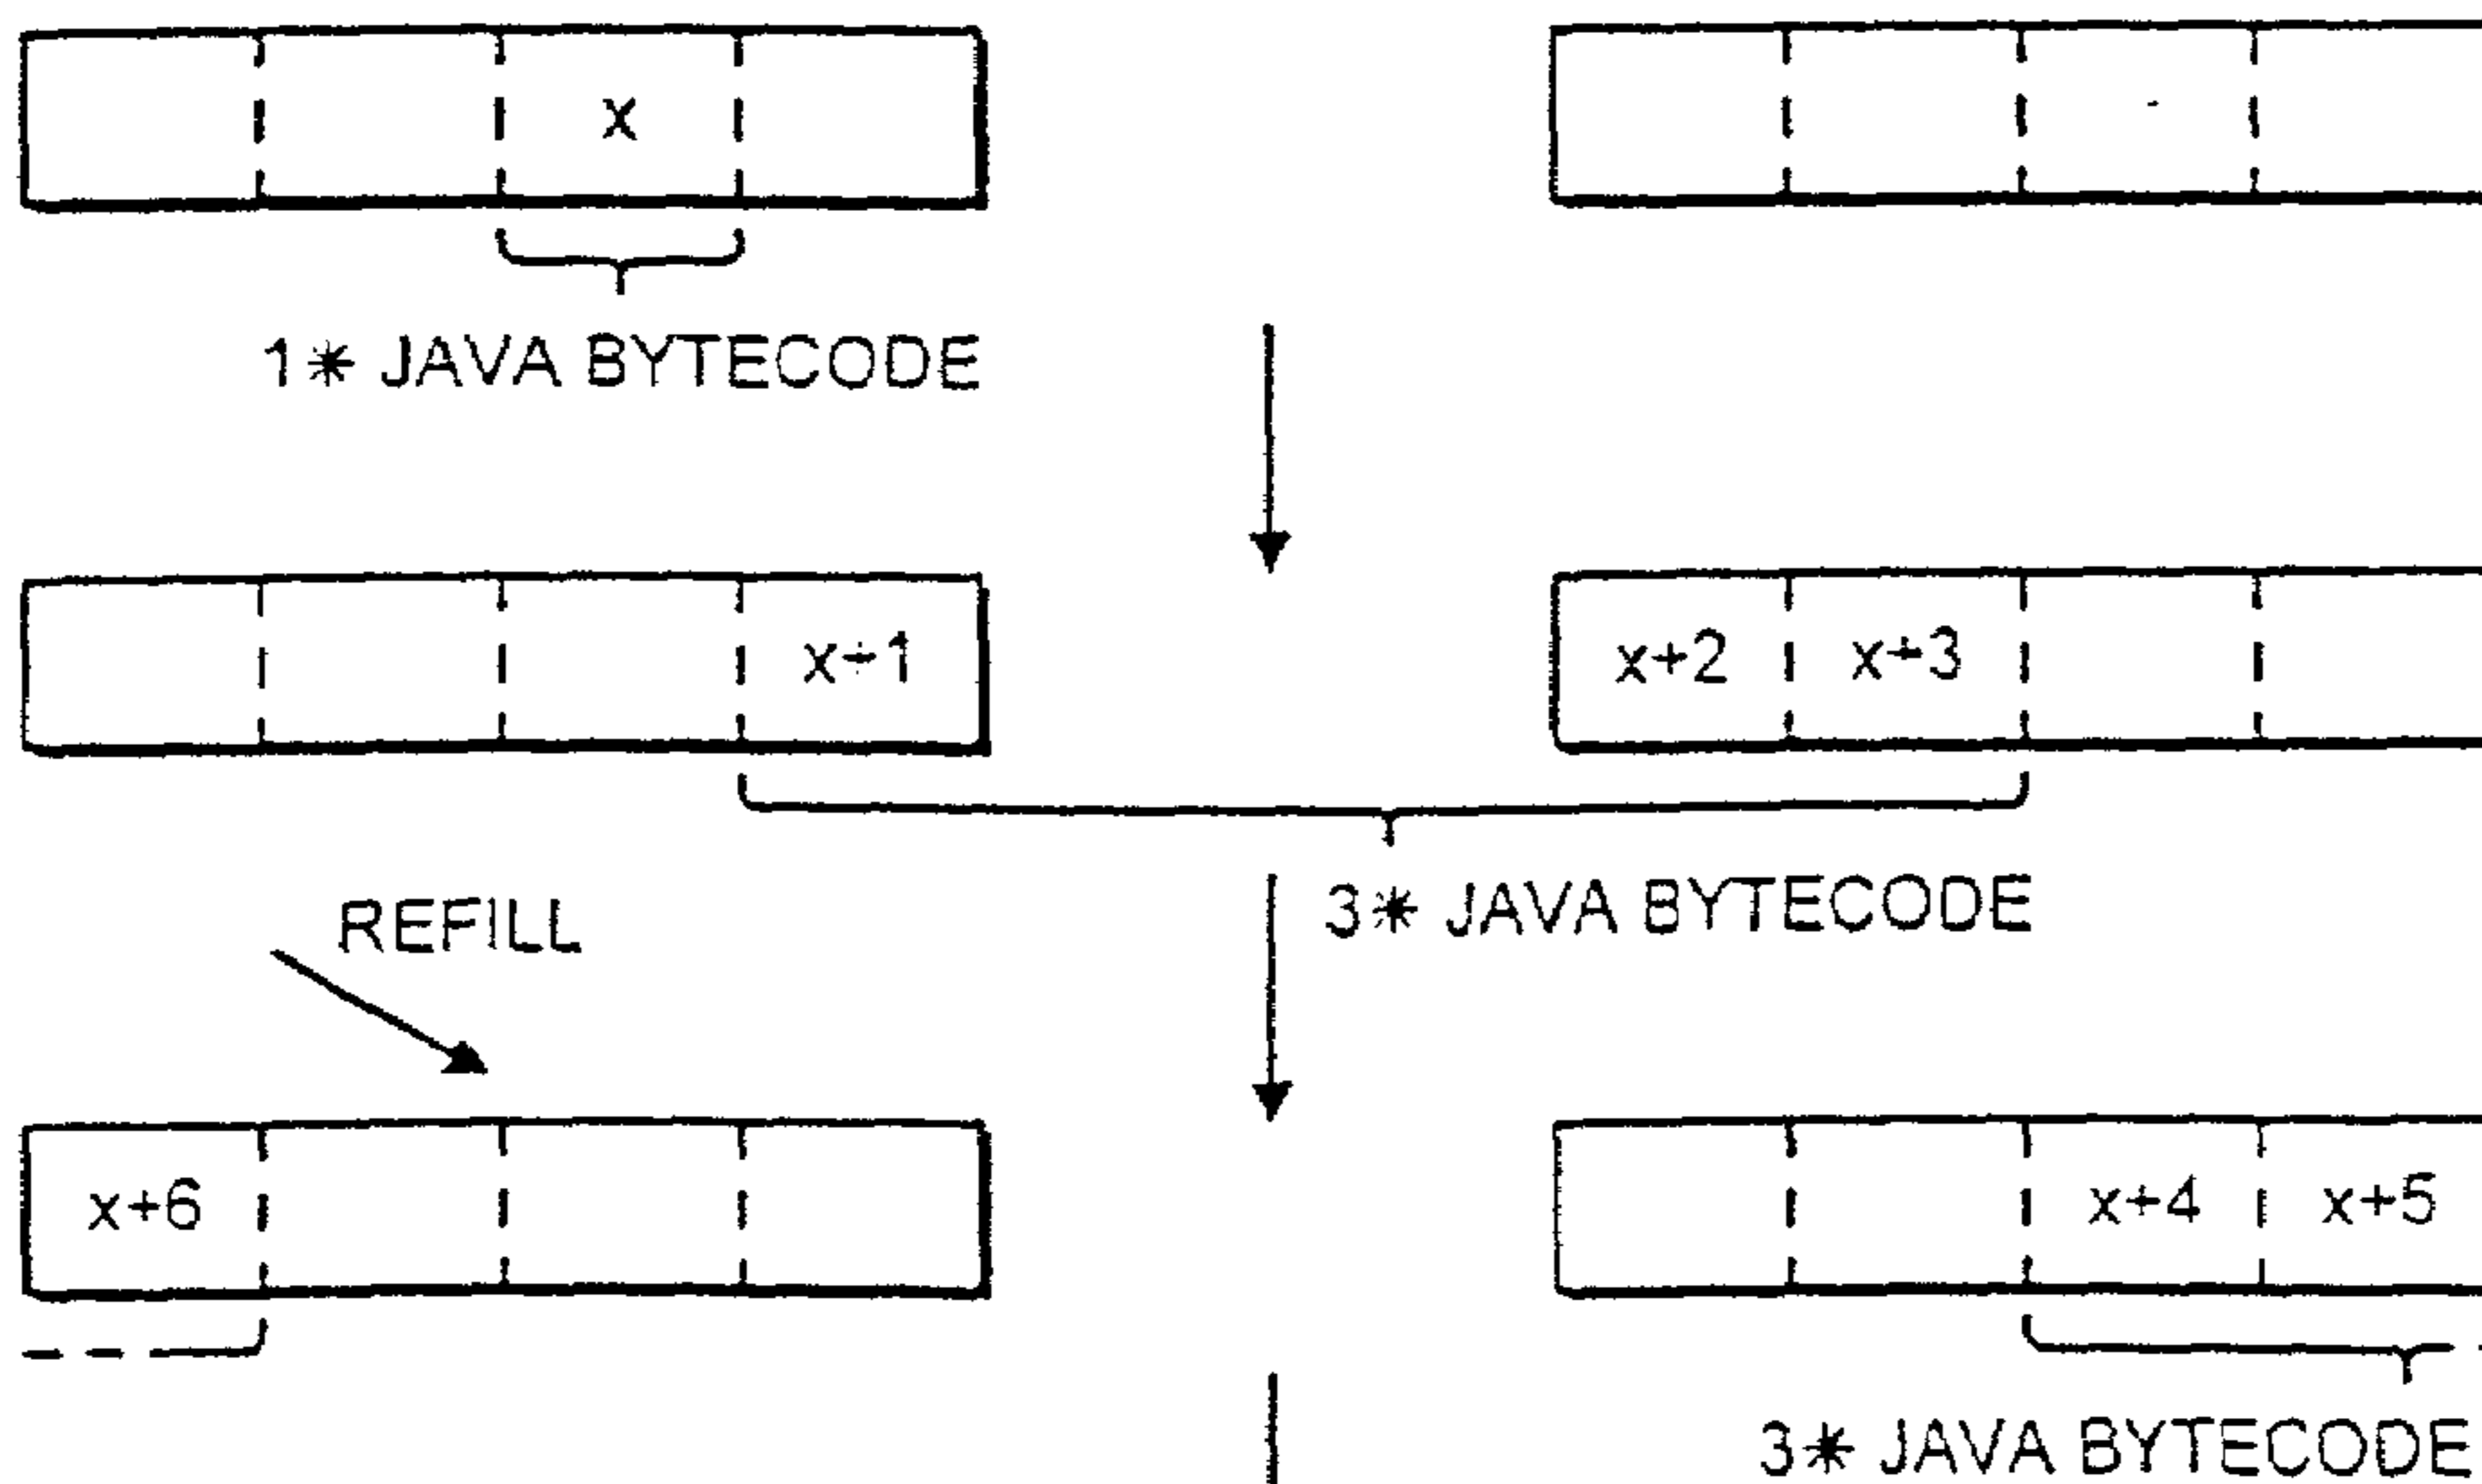 x
1* JAVA BYTECODE
x+1
x+2 x+3
REFILL
3* JAVA BYTECODE
x+6
x+4 x+5
3* JAVA BYTECODE